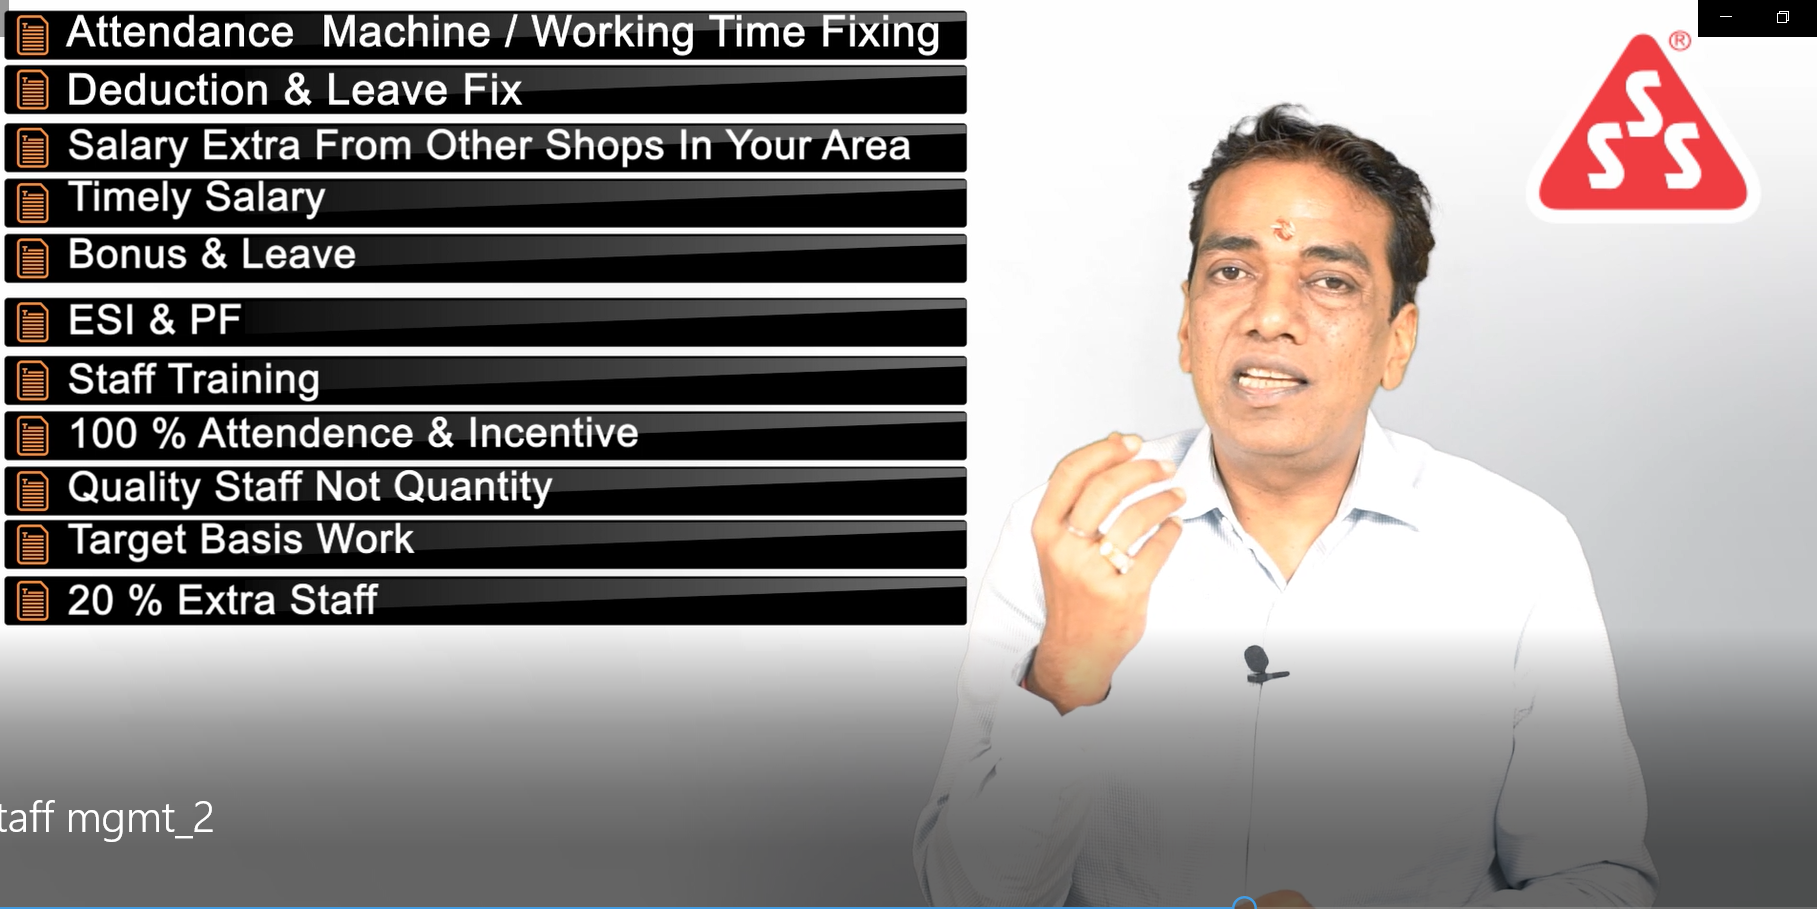 Attendance Machine / Working Time Fixing
Deduction & Leave Fix
Salary Extra From Other Shops In Your Area
Timely Salary
Bonus & Leave
ESI & PF
Staff Training
100 % Attendence & Incentive
Quality Staff Not Quantity
Target Basis Work
20 % Extra Staff
S
S S
®
taff mgmt_2